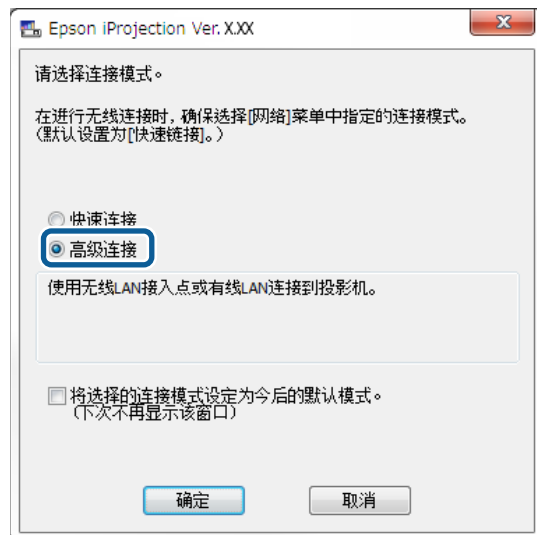 Epson iProjection Ver. X.XX
请选择连接模式。
在进行无线连接时，确保选择[网络]菜单中指定的连接模式。
(默认设置为[快速链接]。)
快速连接
高级连接
使用无线LAN接入点或有线LAN连接到投影机。
将选择的连接模式设定为今后的默认模式。
(下次不再显示该窗口)
确定
取消